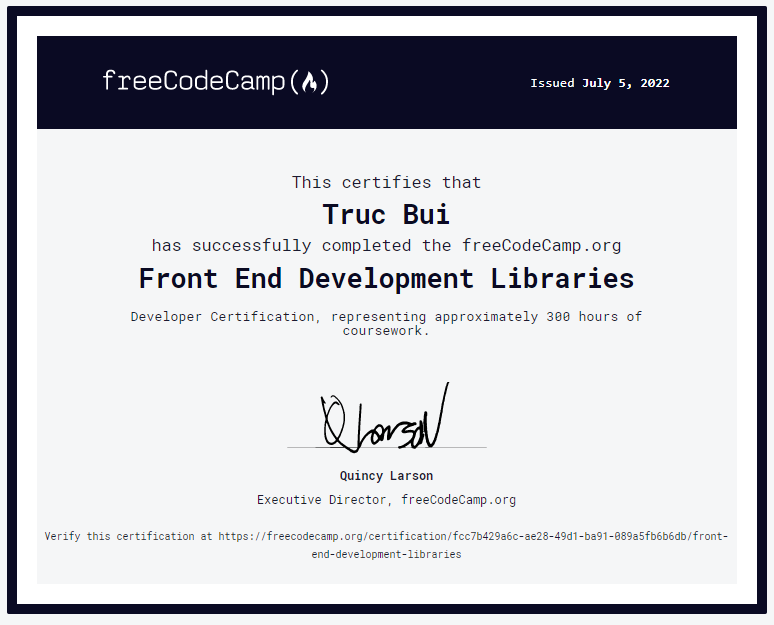 freeCodeCamp(🔥)
Issued July 5, 2022
This certifies that
Truc Bui
has successfully completed the freeCodeCamp.org
Front End Development Libraries
Developer Certification, representing approximately 300 hours of
coursework.
Q Larson
Quincy Larson
Executive Director, freeCodeCamp.org
Verify this certification at https://freecodecamp.org/certification/fcc7b429a6c-ae28-49d1-ba91-089a5fb6b6db/front-
end-development-libraries